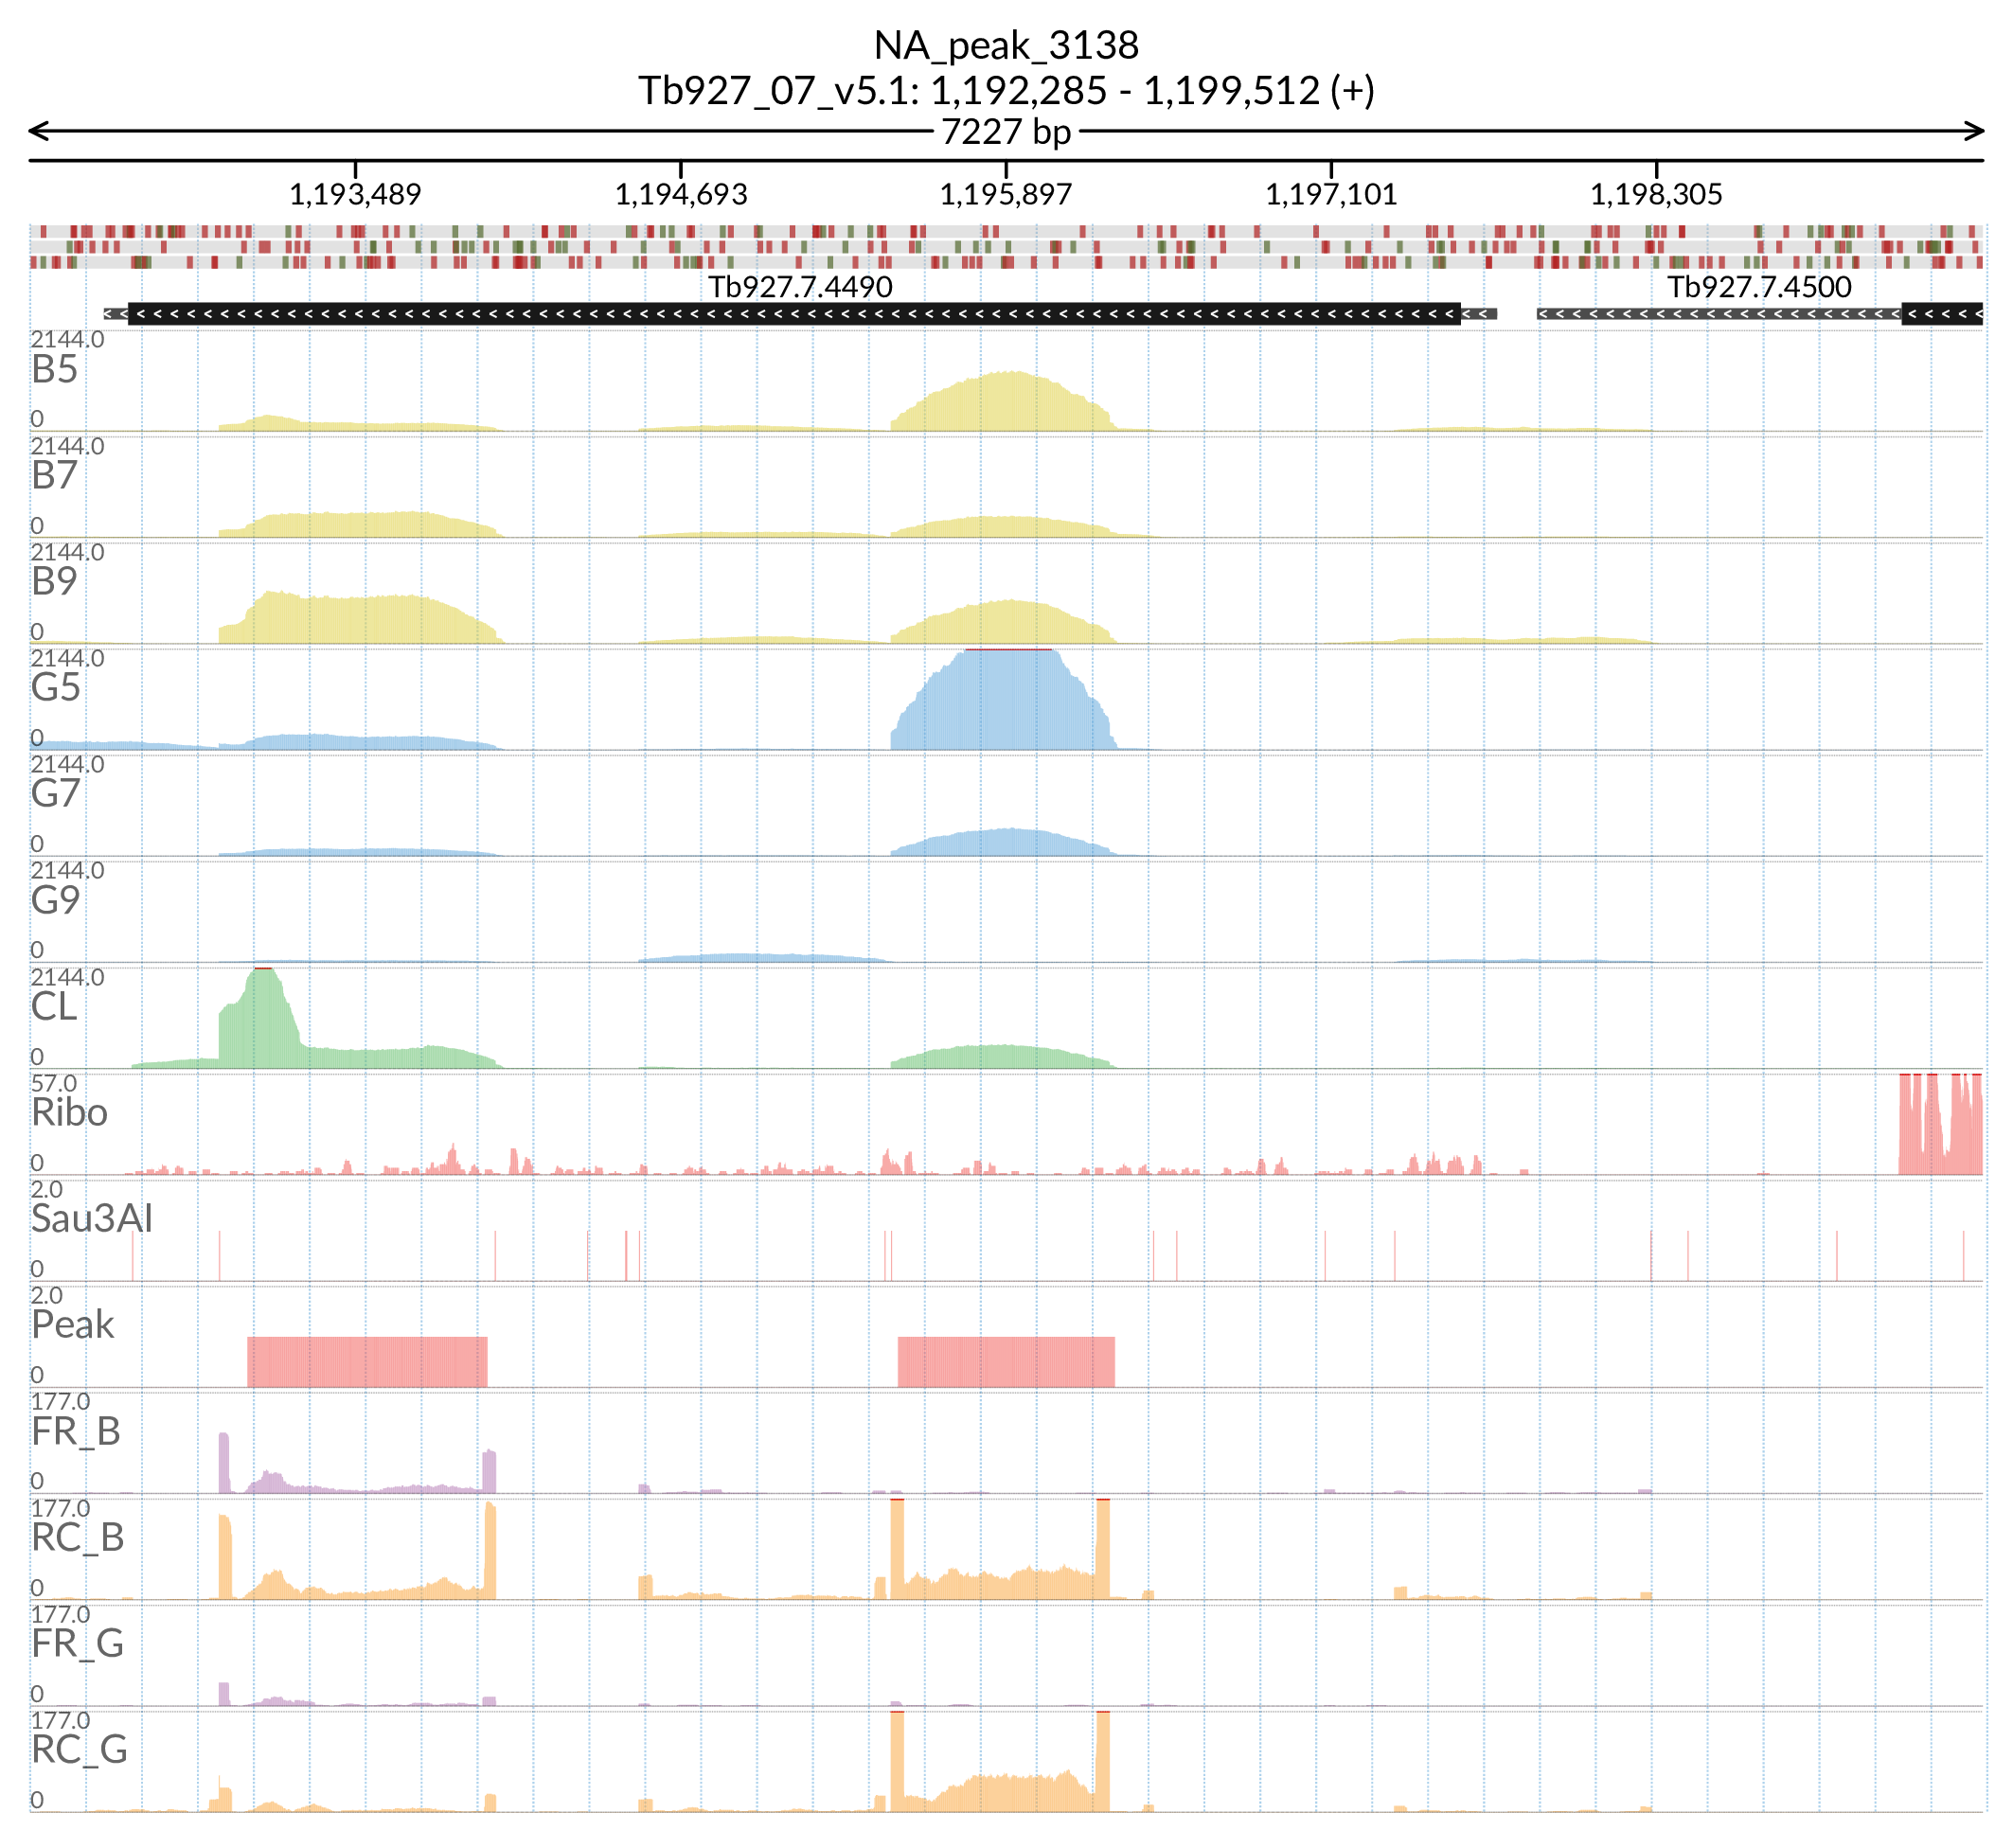 NA_peak_3138
Tb927_07_v5.1: 1,192,285 - 1,199,512 (+)
7227 bp
1,193,489 1,194,693 1,195,897 1,197,101 1,198,305
Tb927.7.4490 Tb927.7.4500
2144.0
B5
0
2144.0
B7
0
2144.0
B9
0
2144.0
G5
0
2144.0
G7
0
2144.0
G9
0
2144.0
CL
0
57.0
Ribo
0
2.0
Sau3AI
0
2.0
Peak
0
177.0
FR_B
0
177.0
RC_B
0
177.0
FR_G
0
177.0
RC_G
0